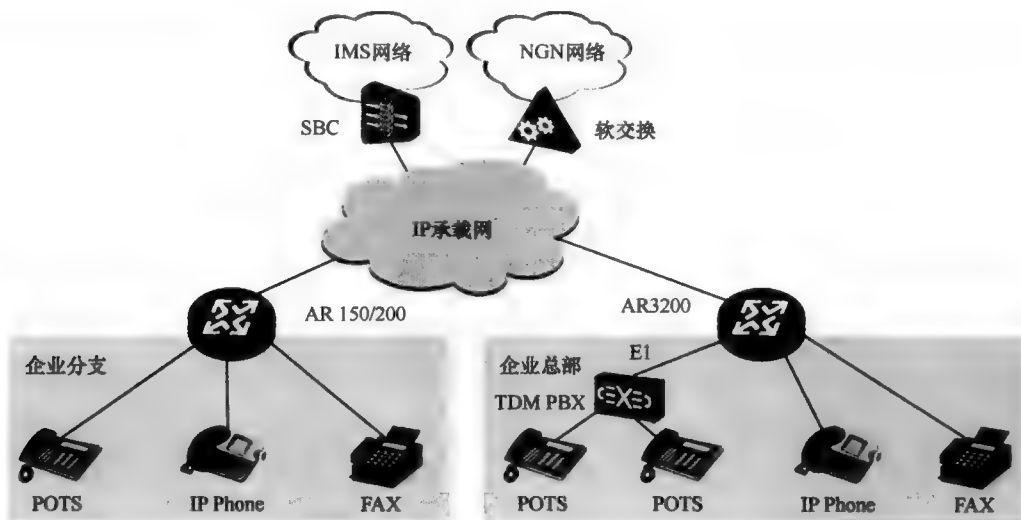 IMS网络
NGN网络
SBC
软交换
IP承载网
AR 150/200
AR3200
企业分支
企业总部
E1
TDM PBX
POTS
IP Phone
FAX
POTS
POTS
IP Phone
FAX